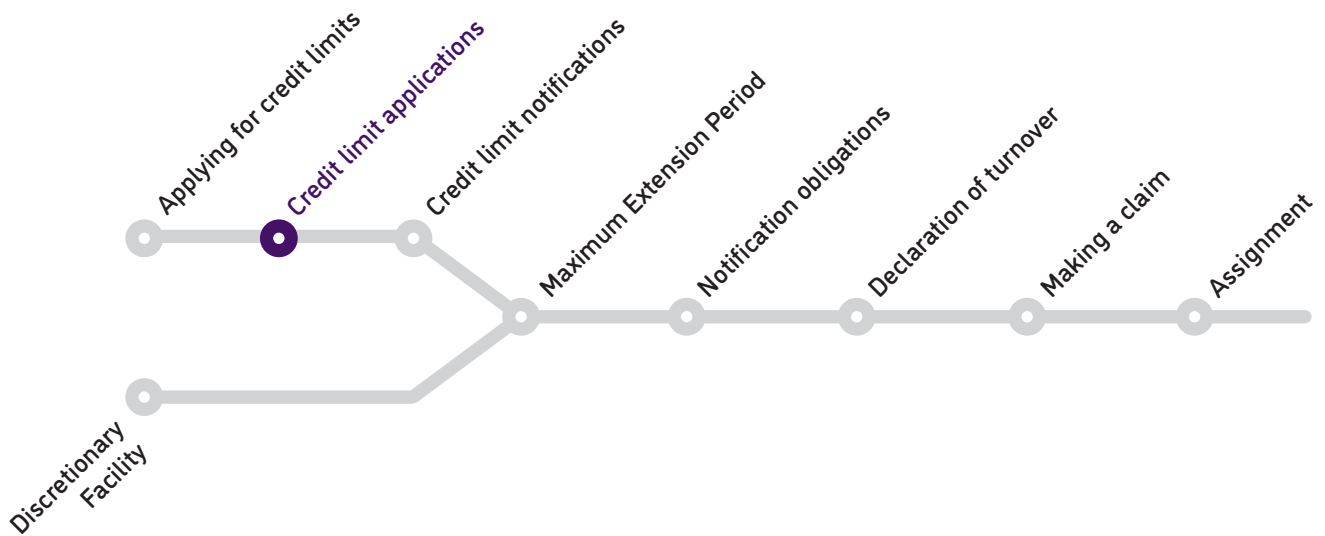 Applying for credit limits
Credit limit applications
Credit limit notifications
Maximum Extension Period
Notification obligations
Declaration of turnover
Making a claim
Assignment
Discretionary
Facility